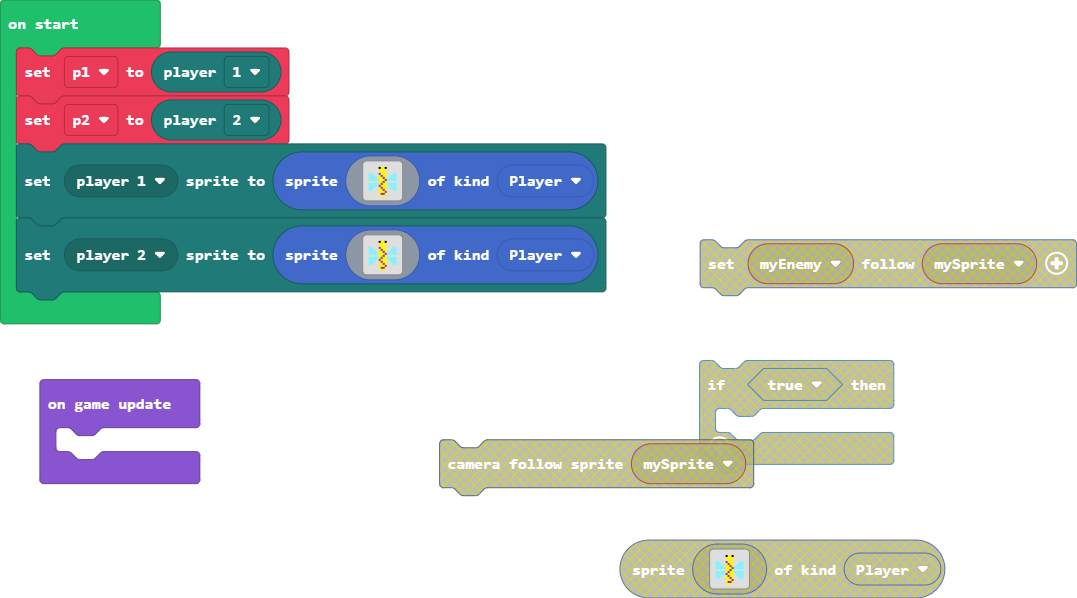 on start
set p1 to player 1
set p2 to player 2
set player 1 sprite to sprite of kind Player
set player 2 sprite to sprite of kind Player
set myEnemy follow mySprite
if true then
on game update
camera follow sprite mySprite
sprite of kind Player